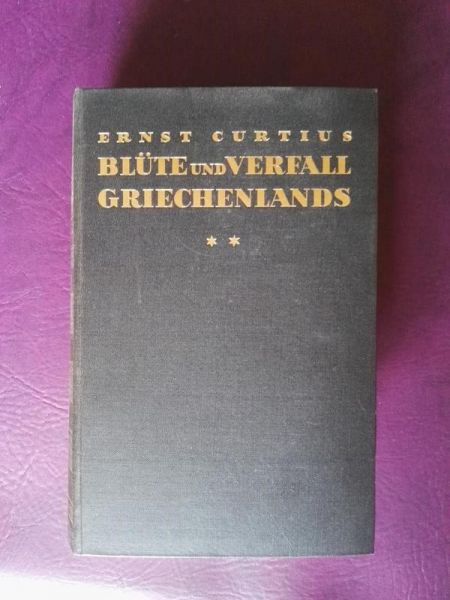 ERNST CURTIUS
BLÜTE UND VERFALL
GRIECHENLANDS
* *